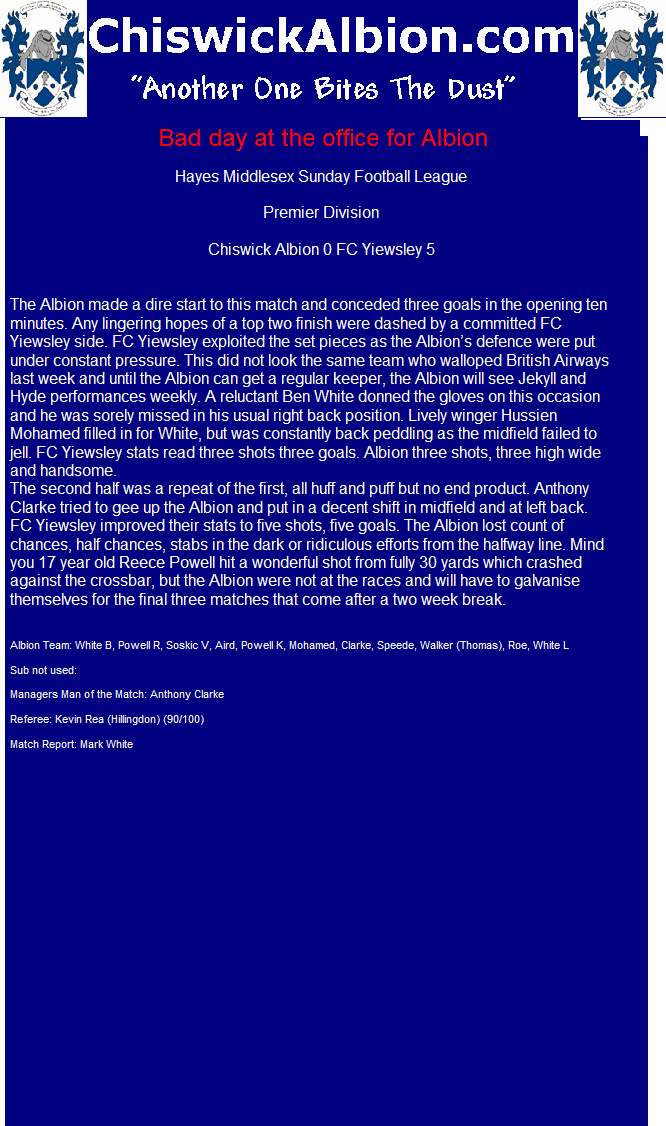 ChiswickAlbion.com
"Another One Bites The Dust"
Bad day at the office for Albion
Hayes Middlesex Sunday Football League
Premier Division
Chiswick Albion 0 FC Yiewsley 5
The Albion made a dire start to this match and conceded three goals in the opening ten
minutes. Any lingering hopes of a top two finish were dashed by a committed FC
Yiewsley side. FC Yiewsley exploited the set pieces as the Albion’s defence were put
under constant pressure. This did not look the same team who walloped British Airways
last week and until the Albion can get a regular keeper, the Albion will see Jekyll and
Hyde performances weekly. A reluctant Ben White donned the gloves on this occasion
and he was sorely missed in his usual right back position. Lively winger Hussien
Mohamed filled in for White, but was constantly back peddling as the midfield failed to
jell. FC Yiewsley stats read three shots three goals. Albion three shots, three high wide
and handsome.
The second half was a repeat of the first, all huff and puff but no end product. Anthony
Clarke tried to gee up the Albion and put in a decent shift in midfield and at left back.
FC Yiewsley improved their stats to five shots, five goals. The Albion lost count of
chances, half chances, stabs in the dark or ridiculous efforts from the halfway line. Mind
you 17 year old Reece Powell hit a wonderful shot from fully 30 yards which crashed
against the crossbar, but the Albion were not at the races and will have to galvanise
themselves for the final three matches that come after a two week break.
Albion Team: White B, Powell R, Soskic V, Aird, Powell K, Mohamed, Clarke, Speede, Walker (Thomas), Roe, White L
Sub not used:
Managers Man of the Match: Anthony Clarke
Referee: Kevin Rea (Hillingdon) (90/100)
Match Report: Mark White